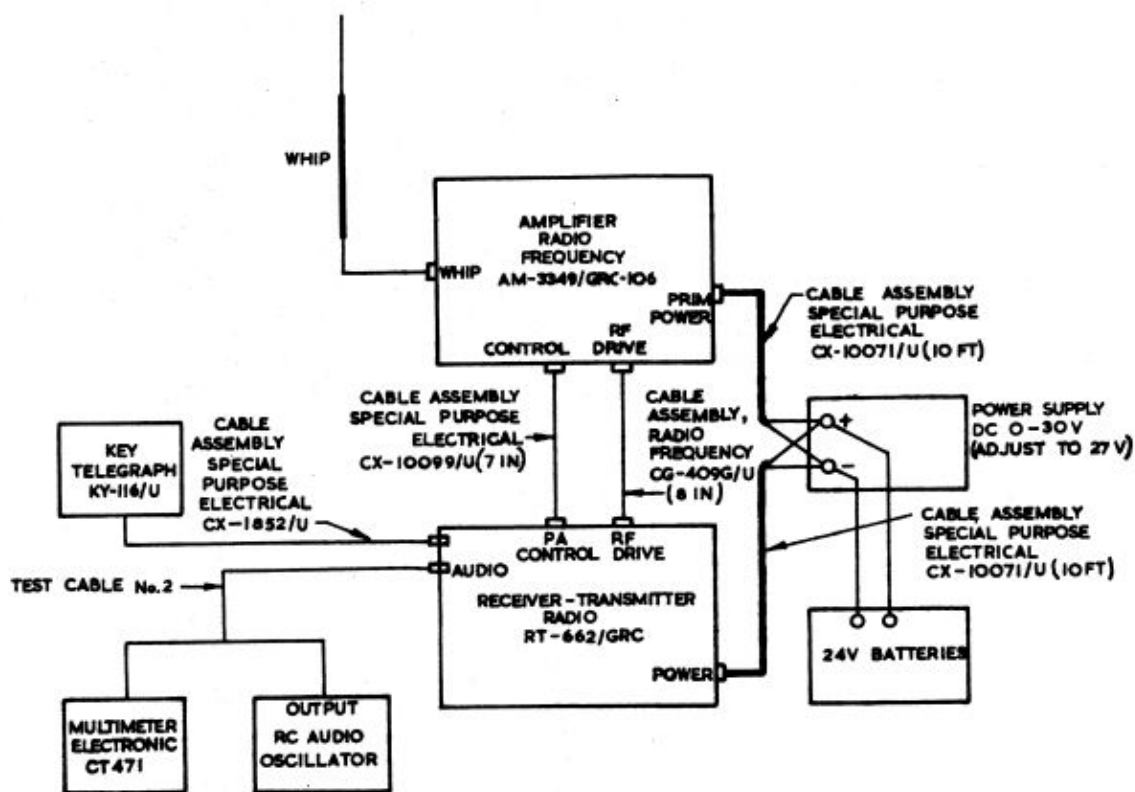 WHIP
AMPLIFIER
RADIO
FREQUENCY
AM-3349/GRC-106
WHIP
PRIM
POWER
CONTROL
RF
DRIVE
CABLE ASSEMBLY
SPECIAL PURPOSE
ELECTRICAL
CX-10071/U (10 FT)
CABLE ASSEMBLY
SPECIAL PURPOSE
ELECTRICAL
CX-10099/U(7 IN)
CABLE
ASSEMBLY,
RADIO
FREQUENCY
CG-409G/U
(8 IN)
+
-
POWER SUPPLY
DC 0-30V
(ADJUST TO 27V)
KEY
TELEGRAPH
KY-116/U
CABLE
ASSEMBLY
SPECIAL
PURPOSE
ELECTRICAL
CX-1852/U
CABLE ASSEMBLY
SPECIAL PURPOSE
ELECTRICAL
CX-10071/U (10FT)
PA
CONTROL
RF
DRIVE
AUDIO
RECEIVER-TRANSMITTER
RADIO
RT-662/GRC
POWER
TEST CABLE No.2
24V BATTERIES
MULTIMETER
ELECTRONIC
CT471
OUTPUT
RC AUDIO
OSCILLATOR